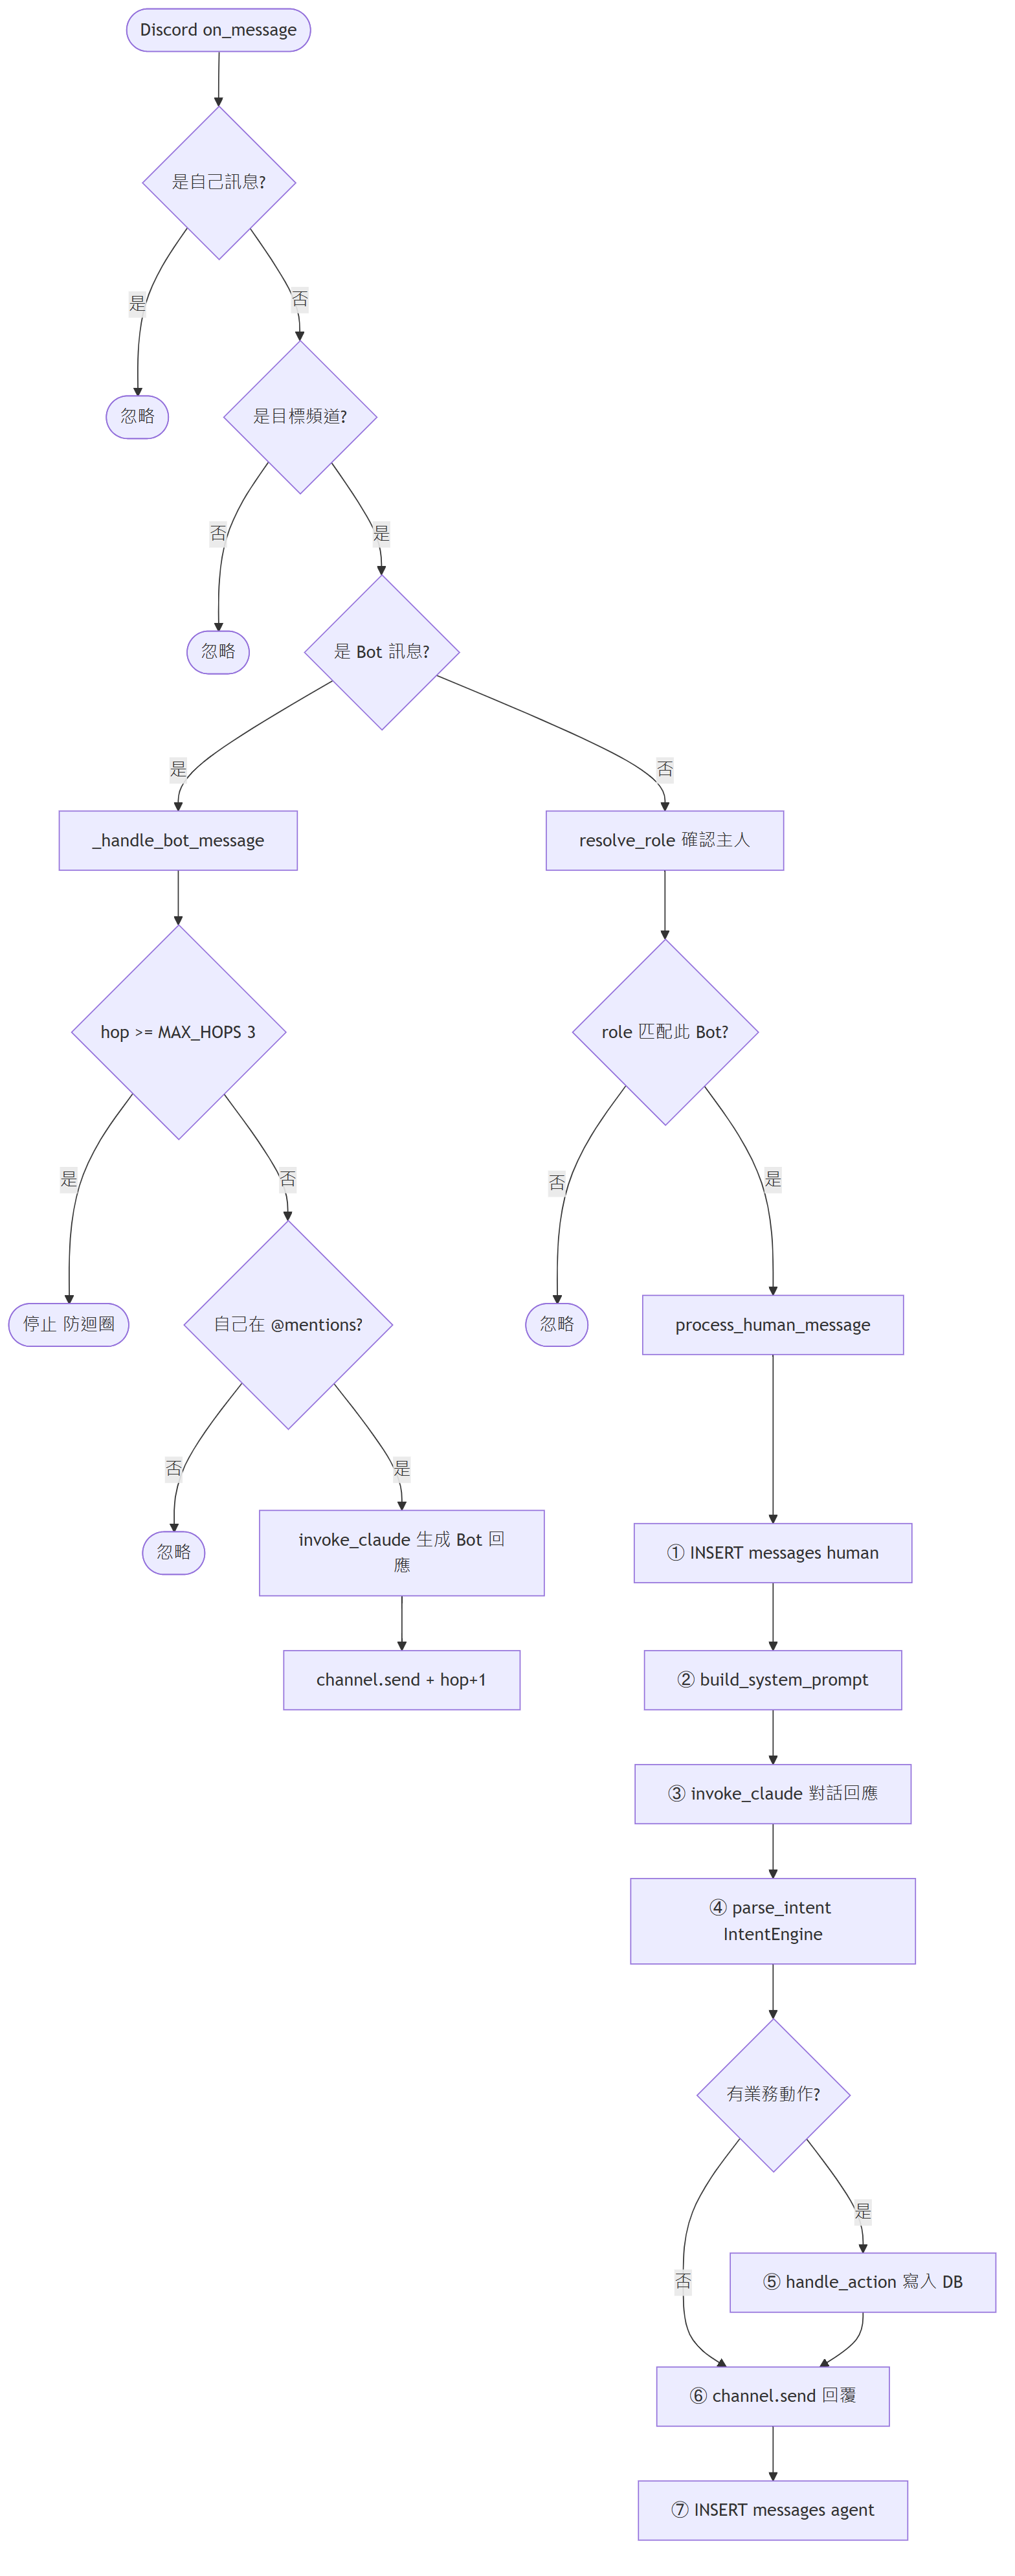 Discord on_message
是自己訊息?
是
否
忽略
是目標頻道?
否
是
忽略
是 Bot 訊息?
是
否
_handle_bot_message
resolve_role 確認主人
hop >= MAX_HOPS 3
role 匹配此 Bot?
是
否
否
是
停止 防迴圈
自己在 @mentions?
忽略
process_human_message
否
是
忽略
invoke_claude 生成 Bot 回
應
① INSERT messages human
channel.send + hop+1
② build_system_prompt
③ invoke_claude 對話回應
④ parse_intent
IntentEngine
有業務動作?
是
否
⑤ handle_action 寫入 DB
⑥ channel.send 回覆
⑦ INSERT messages agent